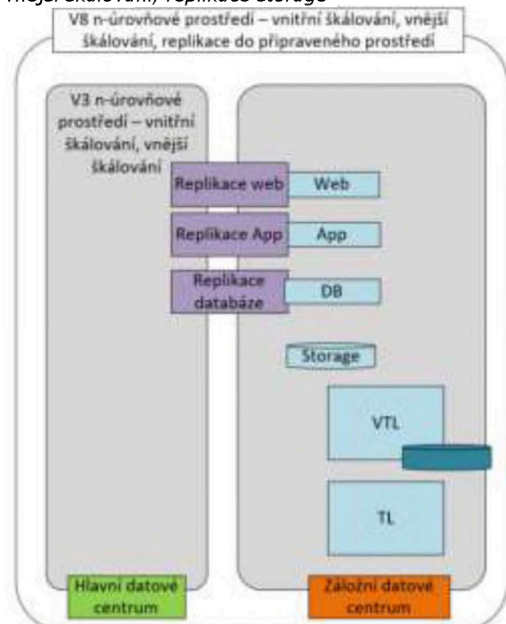 V8 n-úrovňové prostředí – vnitřní škálování, vnější
škálování, replikace do připraveného prostředí
V3 n-úrovňové
prostředí – vnitřní
škálování, vnější
škálování
Replikace web
Web
Replikace App
App
Replikace
databáze
DB
Storage
VTL
TL
Hlavní datové
centrum
Záložní datové
centrum